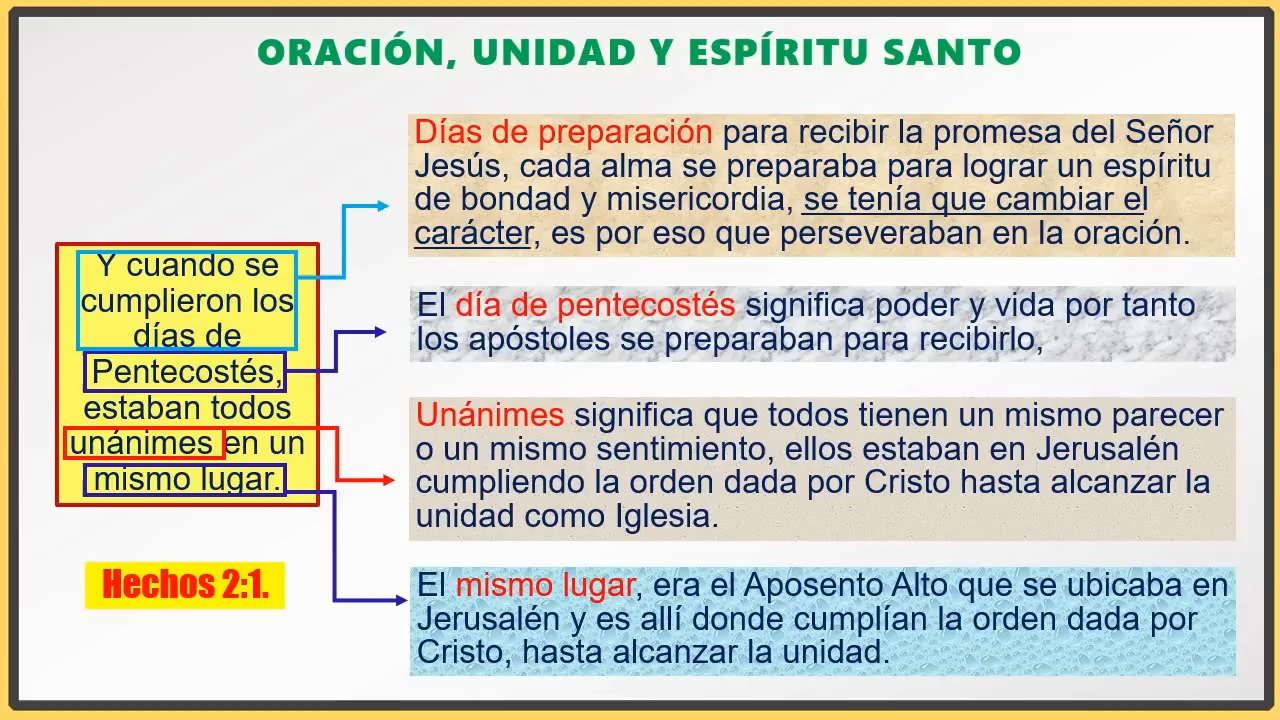 ORACIÓN, UNIDAD Y ESPÍRITU SANTO
Y cuando se
cumplieron los
días de
Pentecostés,
estaban todos
unánimes en un
mismo lugar.
Hechos 2:1.
Días de preparación para recibir la promesa del Señor
Jesús, cada alma se preparaba para lograr un espíritu
de bondad y misericordia, se tenía que cambiar el
carácter, es por eso que perseveraban en la oración.
El día de pentecostés significa poder y vida por tanto
los apóstoles se preparaban para recibirlo,
Unánimes significa que todos tienen un mismo parecer
o un mismo sentimiento, ellos estaban en Jerusalén
cumpliendo la orden dada por Cristo hasta alcanzar la
unidad como Iglesia.
El mismo lugar, era el Aposento Alto que se ubicaba en
Jerusalén y es allí donde cumplían la orden dada por
Cristo, hasta alcanzar la unidad.